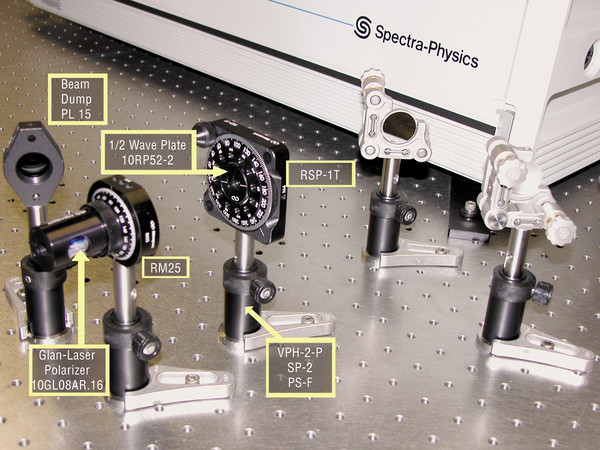 Spectra-Physics
Beam
Dump
PL 15
1/2 Wave Plate
10RP52-2
RSP-1T
RM25
Glan-Laser
Polarizer
10GL08AR.16
VPH-2-P
SP-2
PS-F